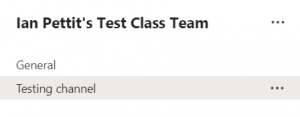 Ian Pettit's Test Class Team
General
Testing channel